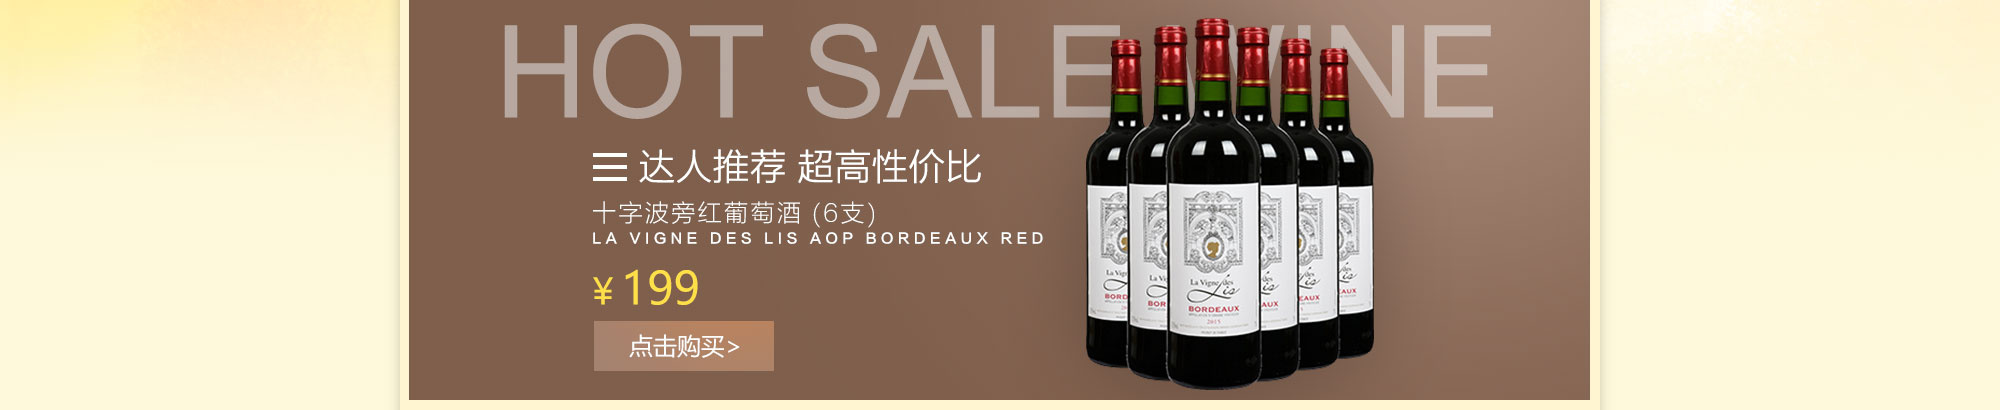 HOT SALE WINE
达人推荐 超高性价比
十字波旁红葡萄酒 (6支)
LA VIGNE DES LIS AOP BORDEAUX RED
¥ 199
点击购买>
La Vigne des
Lis
BORDEAUX
2015